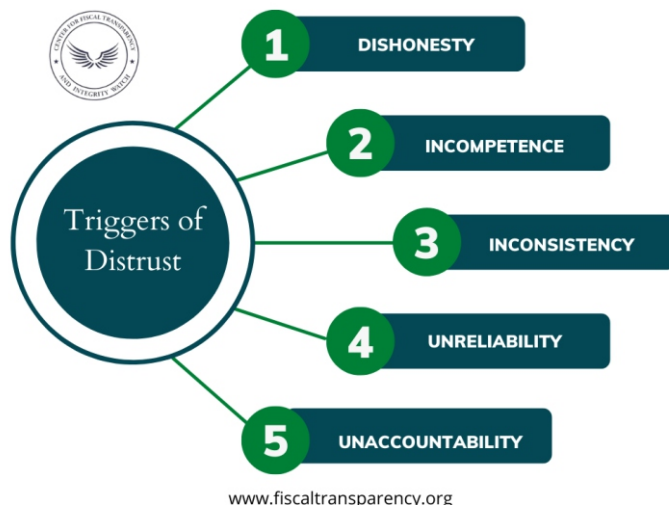 CENTER FOR FISCAL TRANSPARENCY
AND INTEGRITY WATCH
Triggers of
Distrust
1 DISHONESTY
2 INCOMPETENCE
3 INCONSISTENCY
4 UNRELIABILITY
5 UNACCOUNTABILITY
www.fiscaltransparency.org